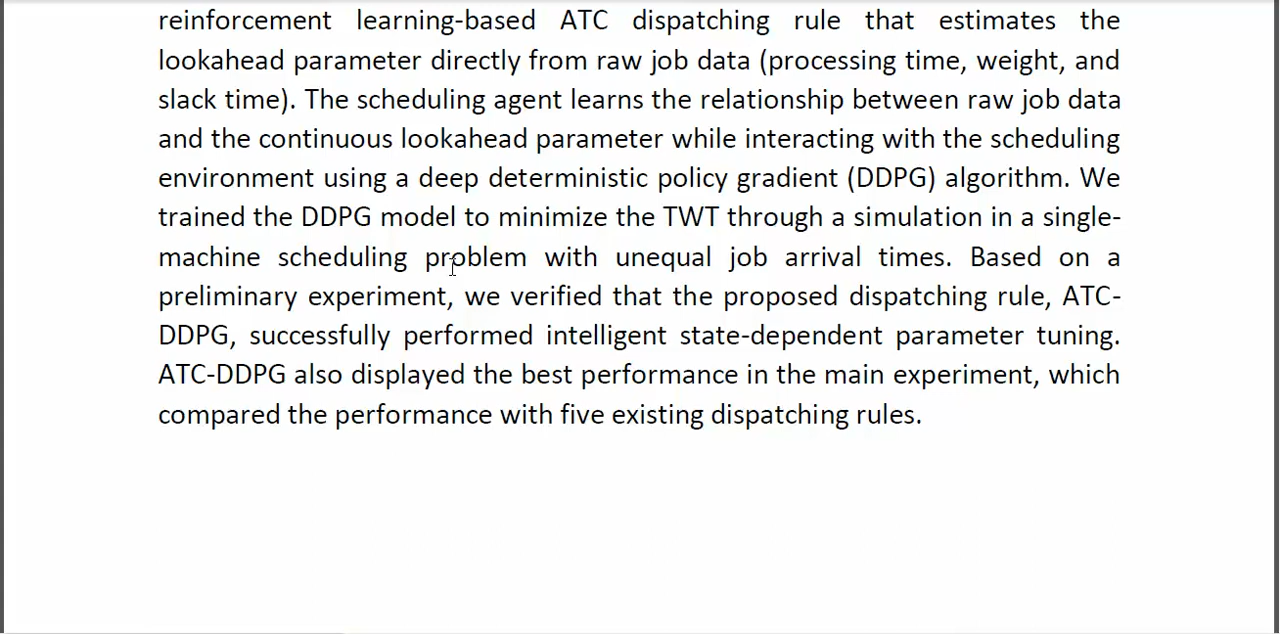 reinforcement learning-based ATC dispatching rule that estimates the
lookahead parameter directly from raw job data (processing time, weight, and
slack time). The scheduling agent learns the relationship between raw job data
and the continuous lookahead parameter while interacting with the scheduling
environment using a deep deterministic policy gradient (DDPG) algorithm. We
trained the DDPG model to minimize the TWT through a simulation in a single-
machine scheduling problem with unequal job arrival times. Based on a
preliminary experiment, we verified that the proposed dispatching rule, ATC-
DDPG, successfully performed intelligent state-dependent parameter tuning.
ATC-DDPG also displayed the best performance in the main experiment, which
compared the performance with five existing dispatching rules.